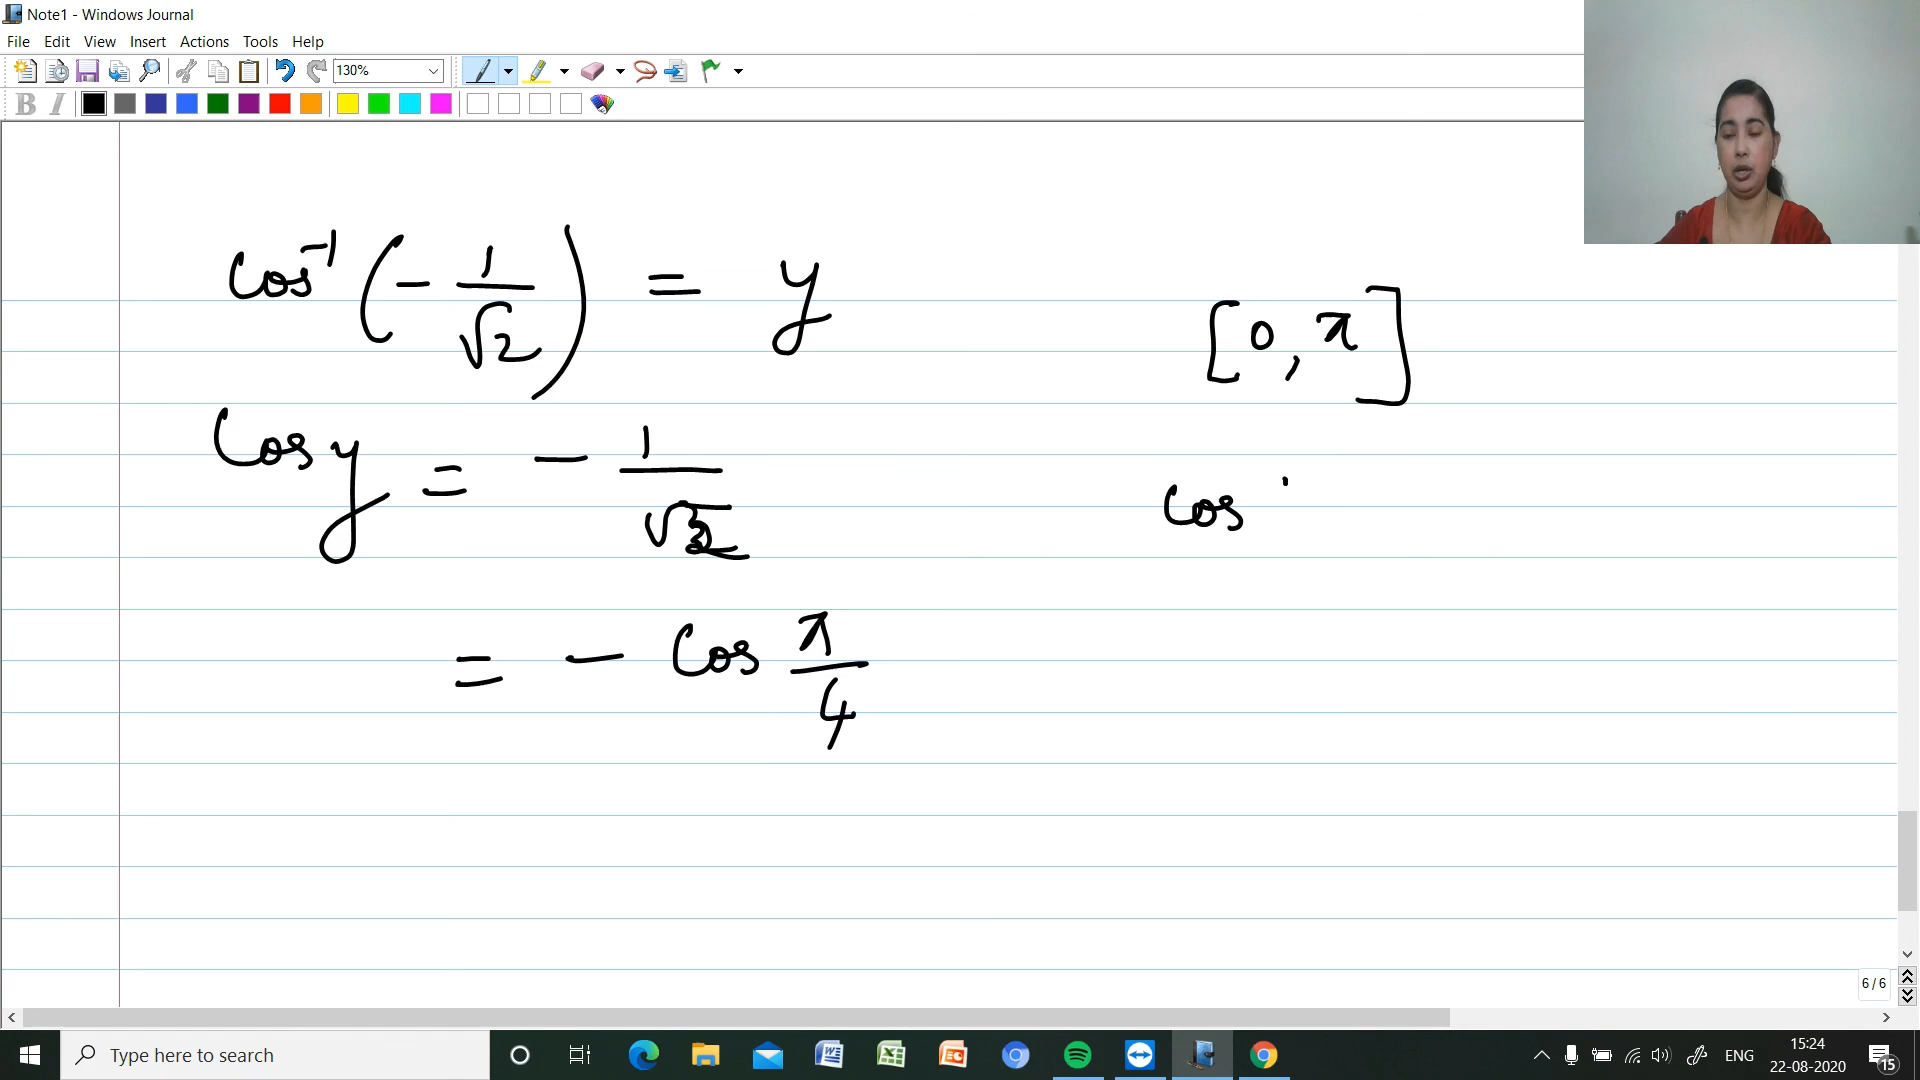 Note1 - Windows Journal
File Edit View Insert Actions Tools Help
130%
B I
cos⁻¹(-1/√2) = y
[0, π]
Cos y = - 1/√2
Cos
= - Cos π/4
6 / 6
Type here to search
ENG
15:24
22-08-2020
15